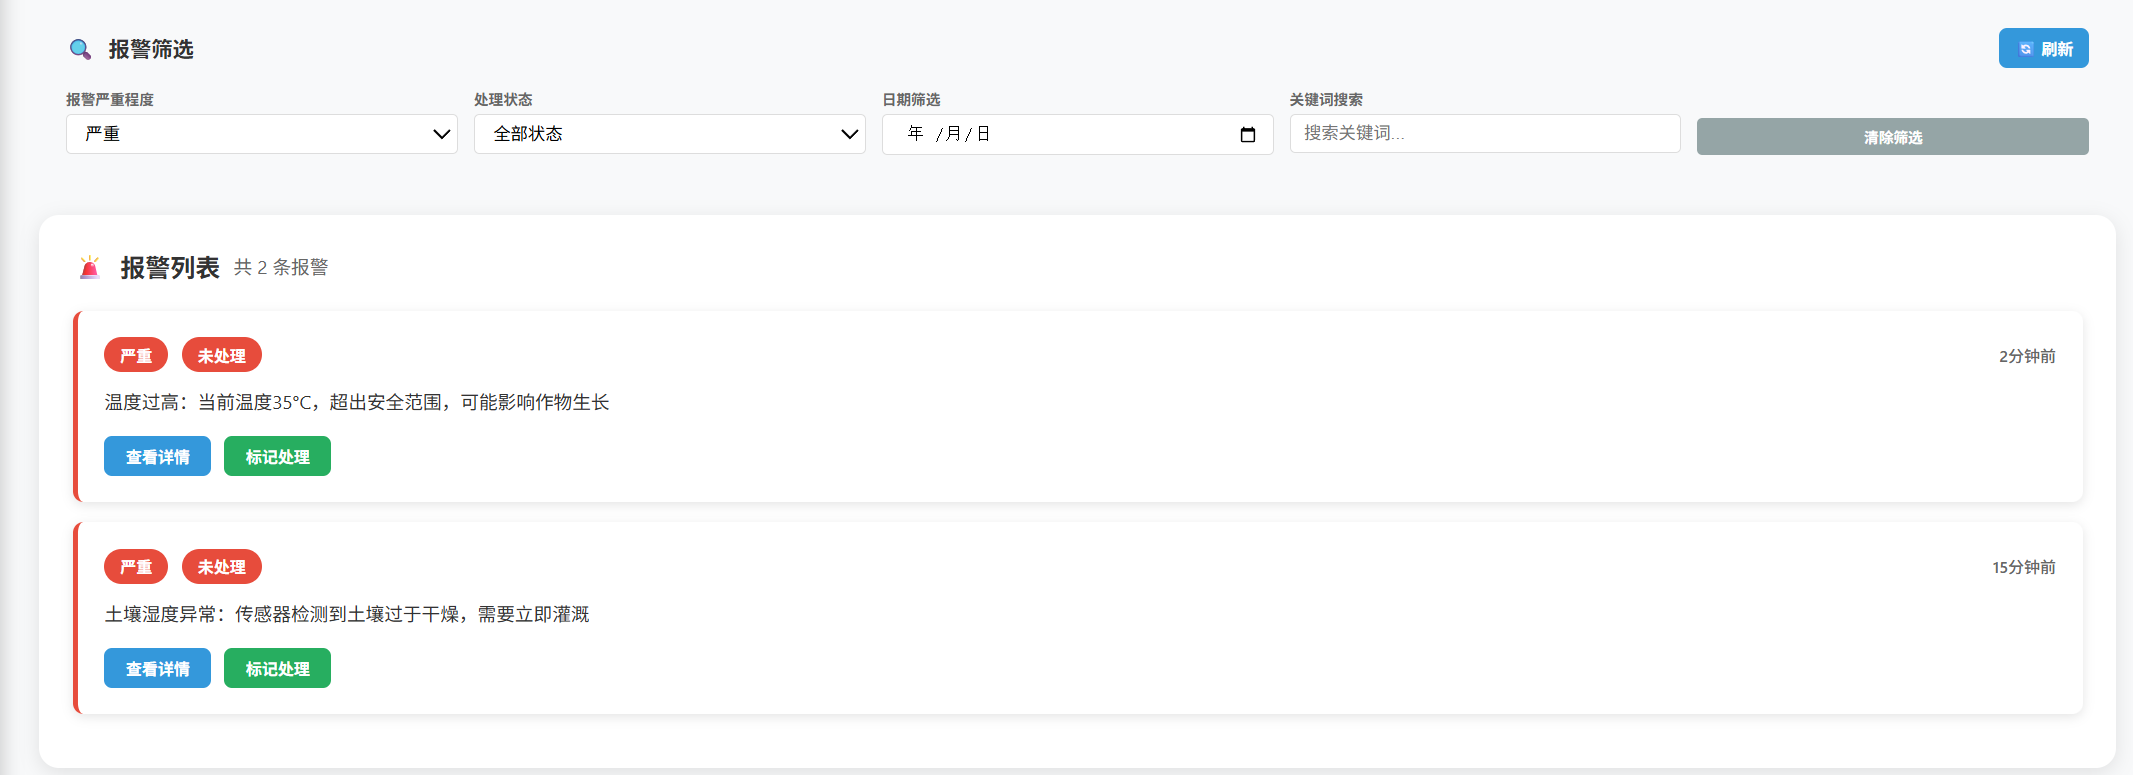 报警筛选
刷新
报警严重程度
处理状态
日期筛选
关键词搜索
严重
全部状态
年 /月/日
搜索关键词...
清除筛选
报警列表 共 2 条报警
严重 未处理 2分钟前
温度过高：当前温度35°C，超出安全范围，可能影响作物生长
查看详情 标记处理
严重 未处理 15分钟前
土壤湿度异常：传感器检测到土壤过于干燥，需要立即灌溉
查看详情 标记处理